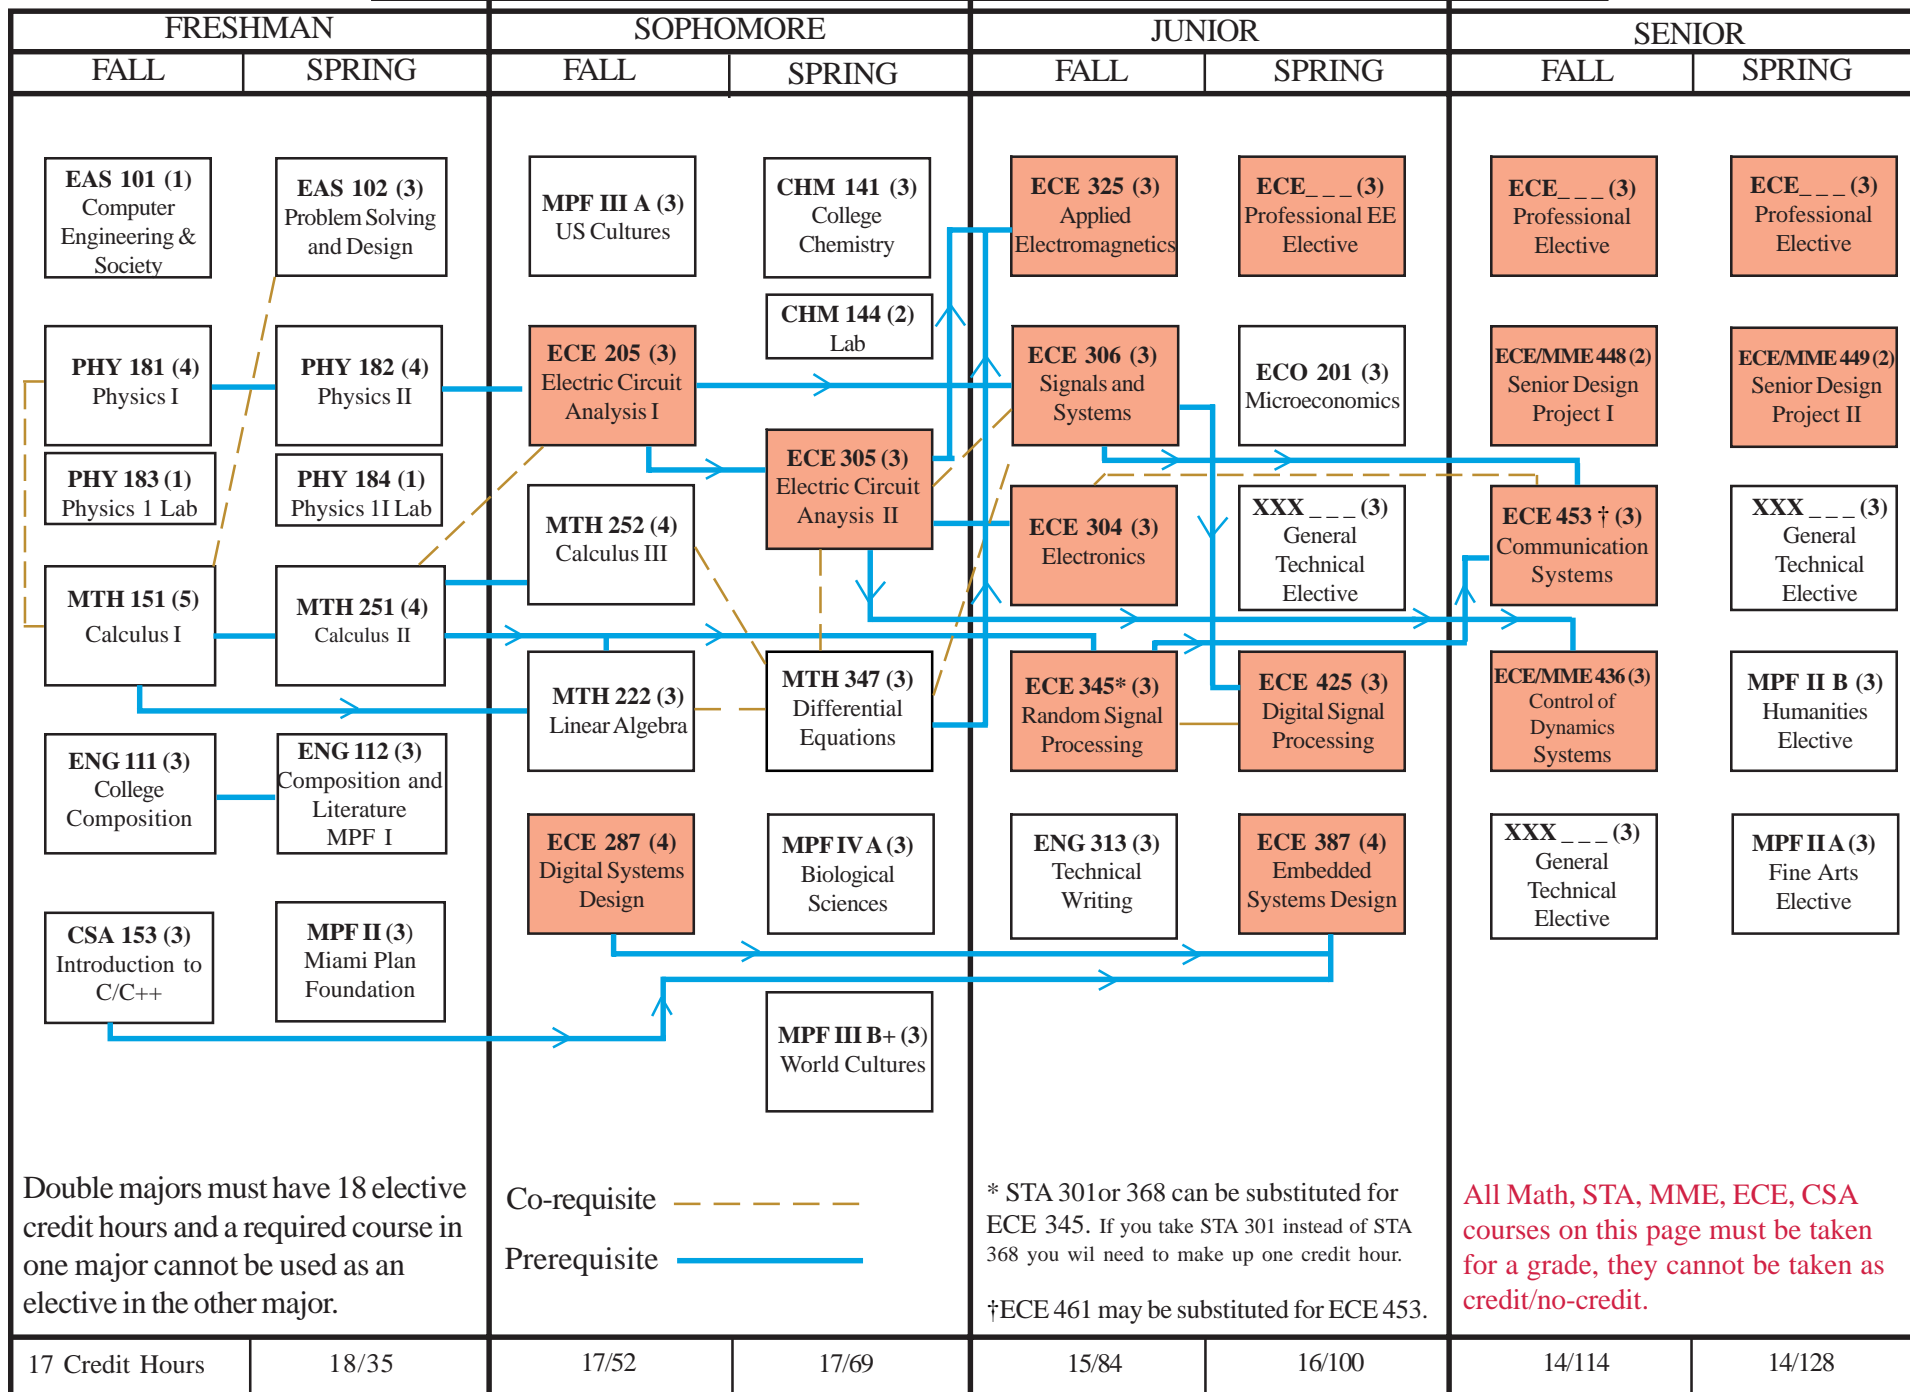 FRESHMAN
SOPHOMORE
JUNIOR
SENIOR
FALL
SPRING
FALL
SPRING
FALL
SPRING
FALL
SPRING
EAS 101 (1)
Computer
Engineering &
Society
PHY 181 (4)
Physics I
PHY 183 (1)
Physics 1 Lab
MTH 151 (5)
Calculus I
ENG 111 (3)
College
Composition
CSA 153 (3)
Introduction to
C/C++
EAS 102 (3)
Problem Solving
and Design
PHY 182 (4)
Physics II
PHY 184 (1)
Physics 1I Lab
MTH 251 (4)
Calculus II
ENG 112 (3)
Composition and
Literature
MPF I
MPF II (3)
Miami Plan
Foundation
MPF III A (3)
US Cultures
ECE 205 (3)
Electric Circuit
Analysis I
MTH 252 (4)
Calculus III
MTH 222 (3)
Linear Algebra
ECE 287 (4)
Digital Systems
Design
CHM 141 (3)
College
Chemistry
CHM 144 (2)
Lab
ECE 305 (3)
Electric Circuit
Anaysis II
MTH 347 (3)
Differential
Equations
MPF IV A (3)
Biological
Sciences
MPF III B+ (3)
World Cultures
ECE 325 (3)
Applied
Electromagnetics
ECE 306 (3)
Signals and
Systems
ECE 304 (3)
Electronics
ECE 345* (3)
Random Signal
Processing
ENG 313 (3)
Technical
Writing
ECE_ _ _ (3)
Professional EE
Elective
ECO 201 (3)
Microeconomics
XXX _ _ _ (3)
General
Technical
Elective
ECE 425 (3)
Digital Signal
Processing
ECE 387 (4)
Embedded
Systems Design
ECE_ _ _ (3)
Professional
Elective
ECE/MME 448 (2)
Senior Design
Project I
ECE 453 † (3)
Communication
Systems
ECE/MME 436 (3)
Control of
Dynamics
Systems
XXX _ _ _ (3)
General
Technical
Elective
ECE_ _ _ (3)
Professional
Elective
ECE/MME 449 (2)
Senior Design
Project II
XXX _ _ _ (3)
General
Technical
Elective
MPF II B (3)
Humanities
Elective
MPF II A (3)
Fine Arts
Elective
Double majors must have 18 elective
credit hours and a required course in
one major cannot be used as an
elective in the other major.
Co-requisite
Prerequisite
* STA 301or 368 can be substituted for
ECE 345. If you take STA 301 instead of STA
368 you wil need to make up one credit hour.
†ECE 461 may be substituted for ECE 453.
All Math, STA, MME, ECE, CSA
courses on this page must be taken
for a grade, they cannot be taken as
credit/no-credit.
17 Credit Hours
18/35
17/52
17/69
15/84
16/100
14/114
14/128